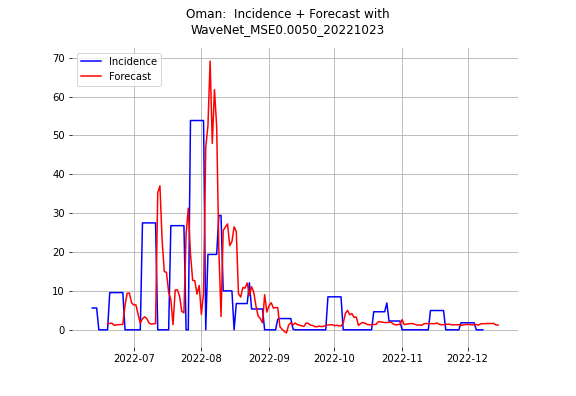 Oman:  Incidence + Forecast with
WaveNet_MSE0.0050_20221023
Incidence
Forecast
70
60
50
40
30
20
10
0
2022-07 2022-08 2022-09 2022-10 2022-11 2022-12